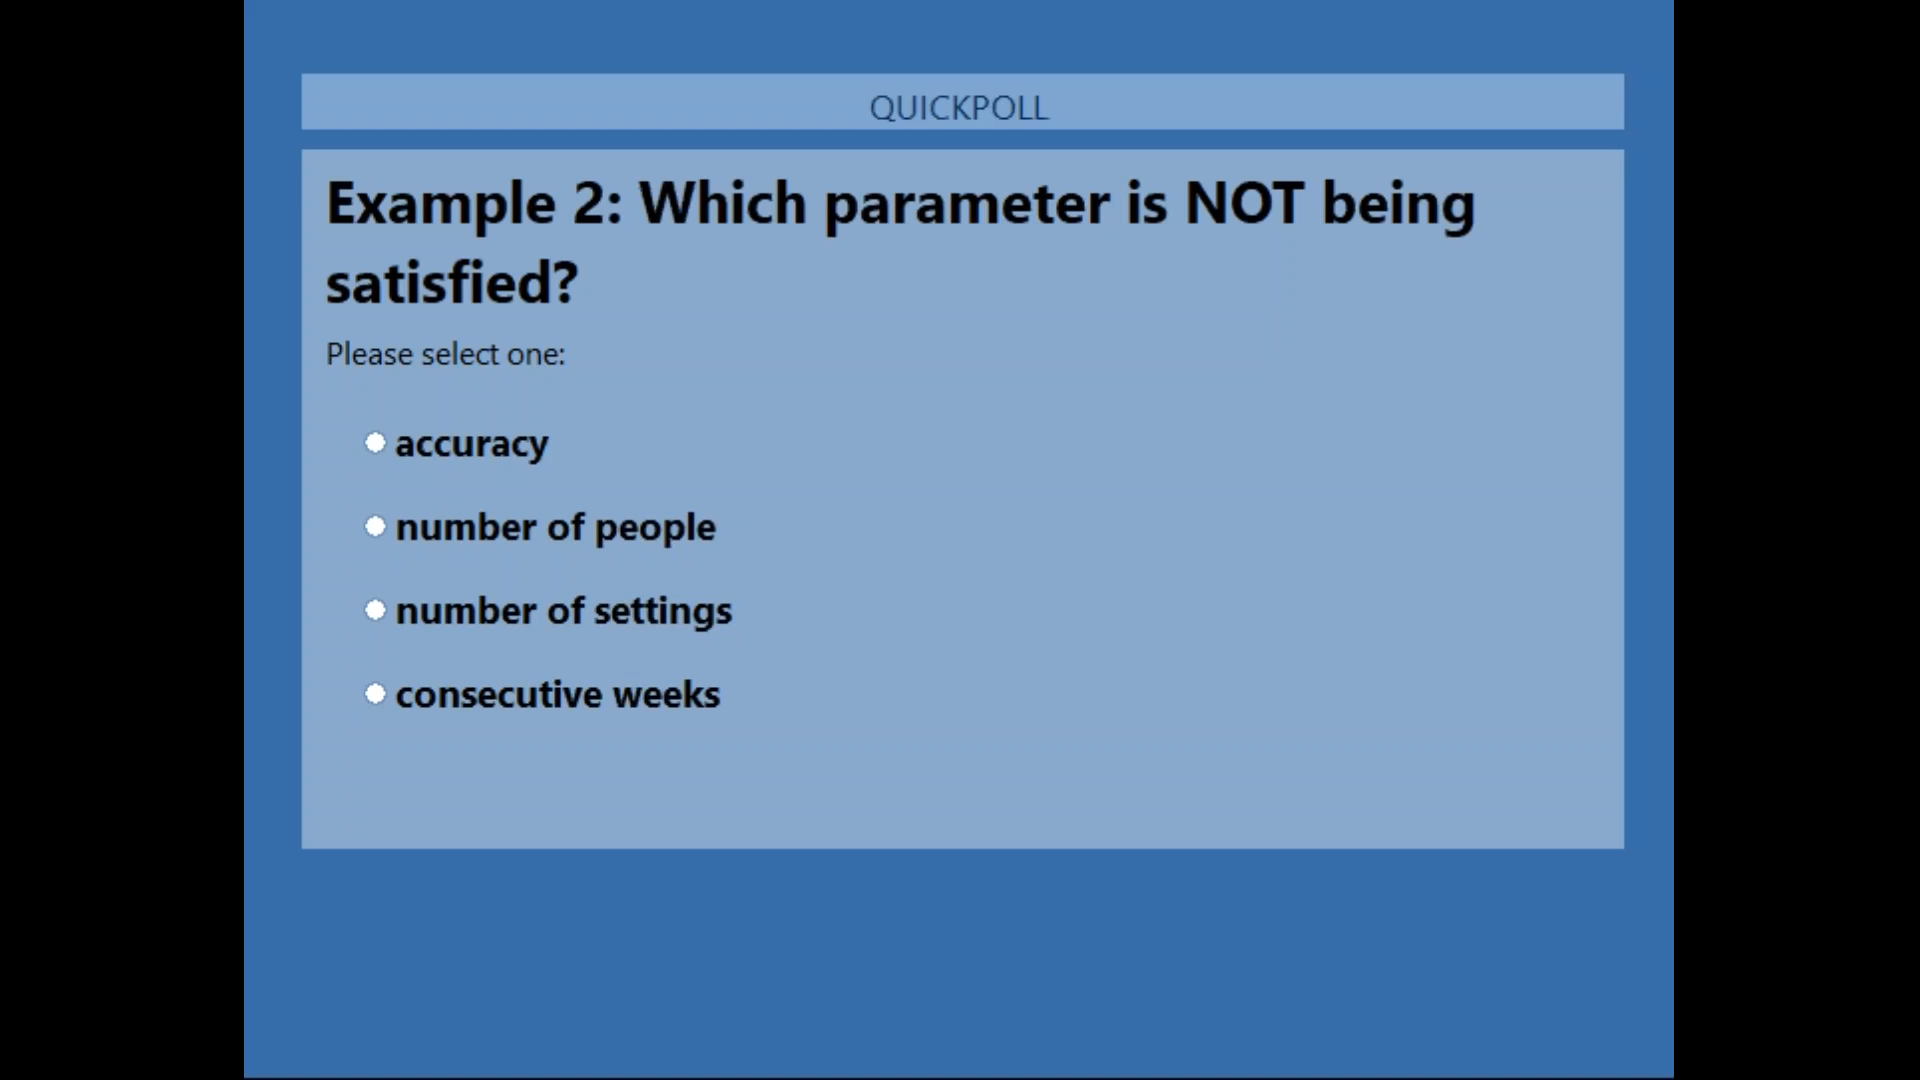 QUICKPOLL
Example 2: Which parameter is NOT being
satisfied?
Please select one:
accuracy
number of people
number of settings
consecutive weeks